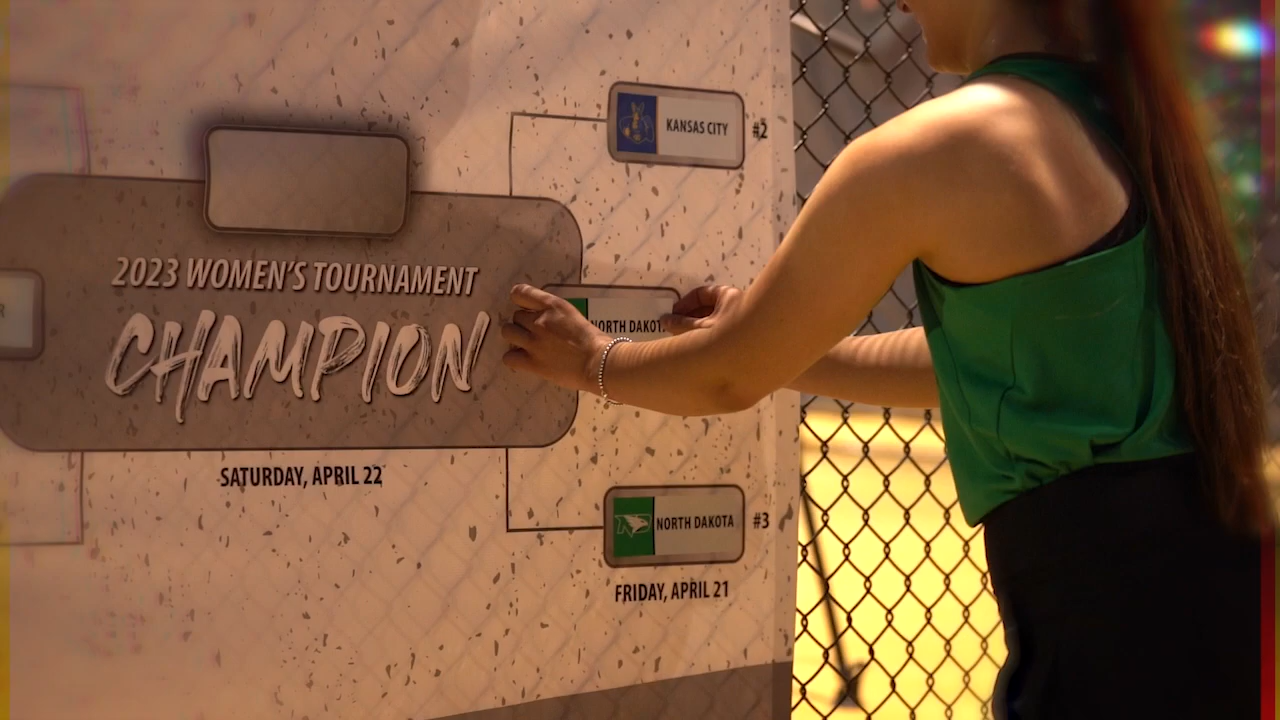 KANSAS CITY
#2
2023 WOMEN'S TOURNAMENT
CHAMPION
NORTH DAKOTA
SATURDAY, APRIL 22
NORTH DAKOTA
#3
FRIDAY, APRIL 21